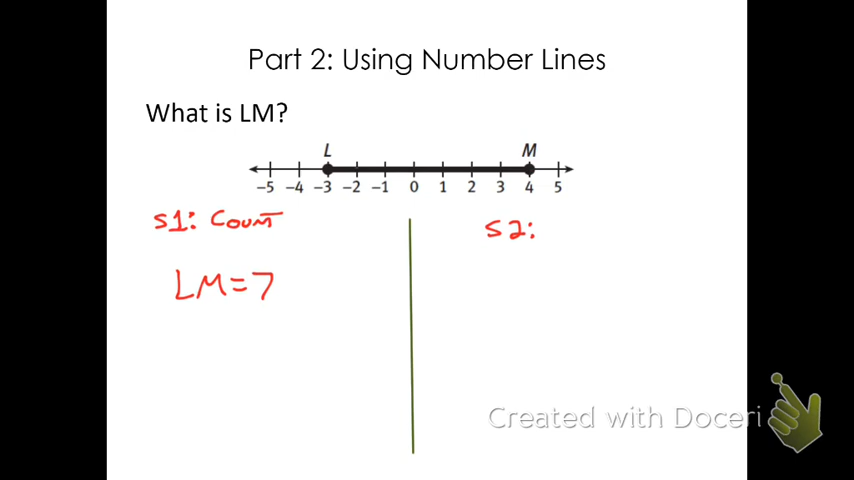 Part 2: Using Number Lines
What is LM?
L M
-5 -4 -3 -2 -1 0 1 2 3 4 5
S1: Count
S2:
LM=7
Created with Doceri